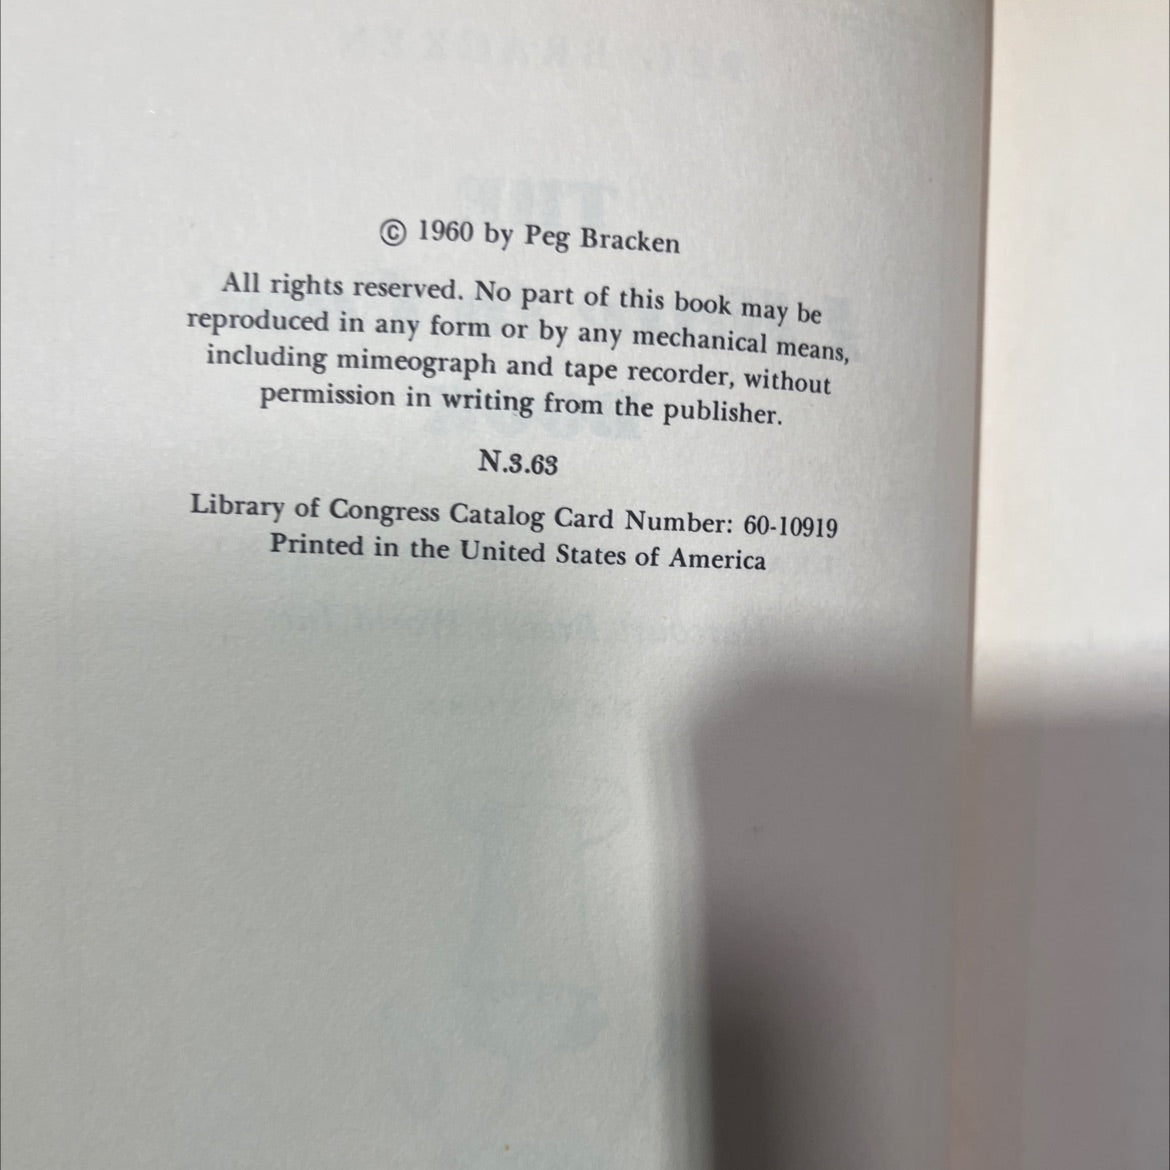 © 1960 by Peg Bracken
All rights reserved. No part of this book may be
reproduced in any form or by any mechanical means,
including mimeograph and tape recorder, without
permission in writing from the publisher.
N.3.63
Library of Congress Catalog Card Number: 60-10919
Printed in the United States of America